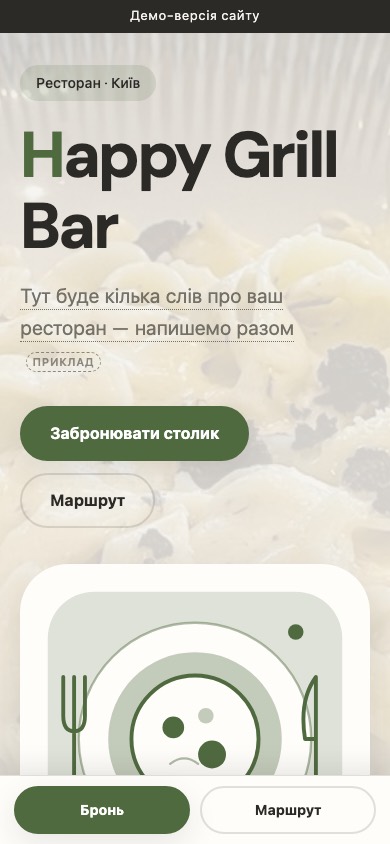 Демо-версія сайту
Ресторан · Київ
Happy Grill
Bar
Тут буде кілька слів про ваш
ресторан — напишемо разом
ПРИКЛАД
Забронювати столик
Маршрут
Бронь
Маршрут